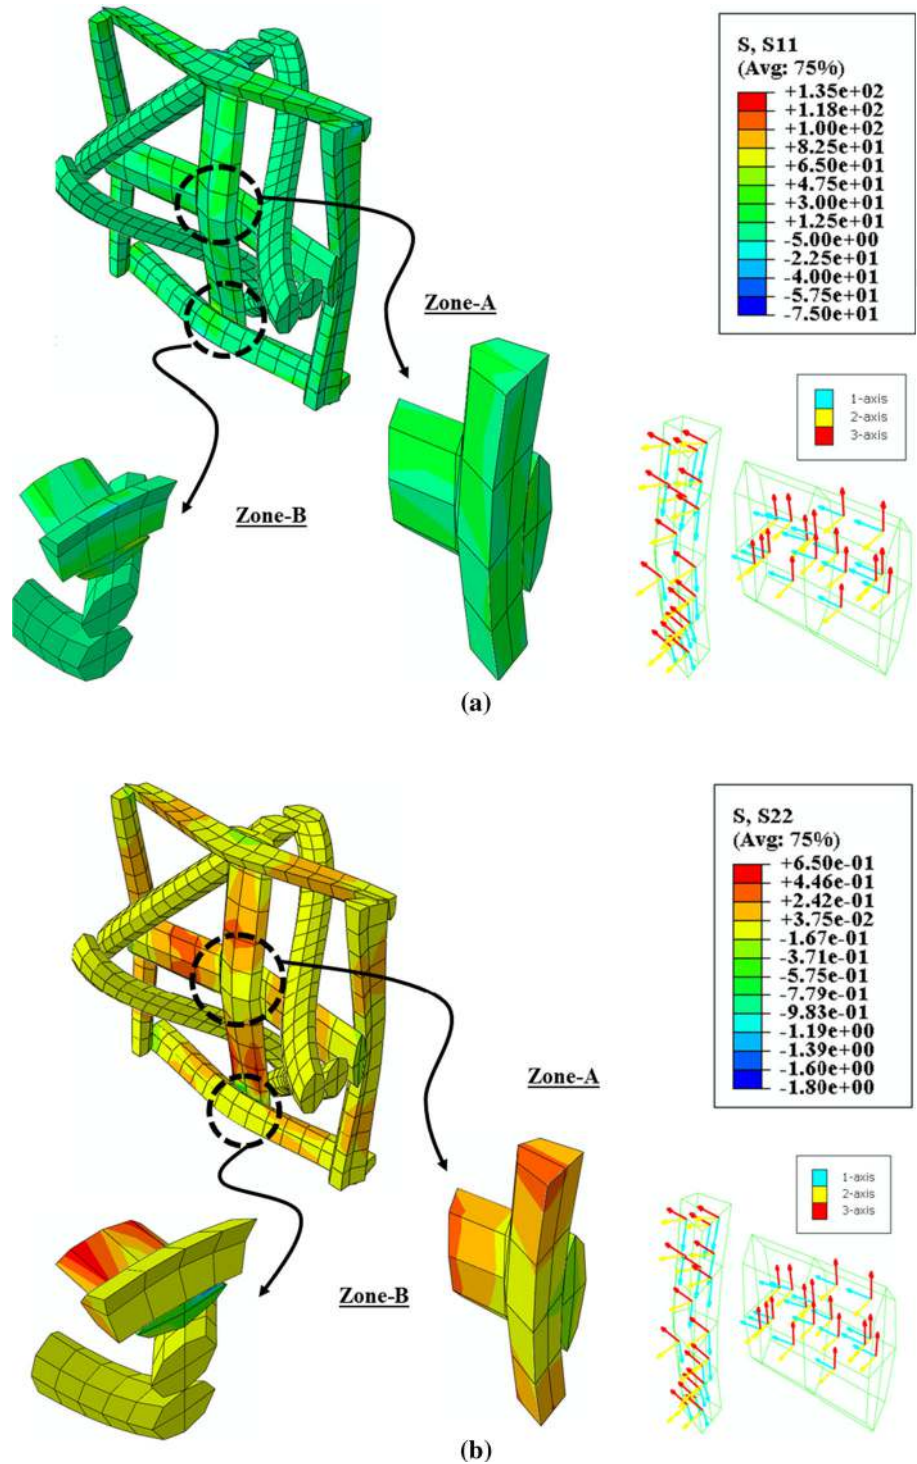 S, S11
(Avg: 75%)
+1.35e+02
+1.18e+02
+1.00e+02
+8.25e+01
+6.50e+01
+4.75e+01
+3.00e+01
+1.25e+01
-5.00e+00
-2.25e+01
-4.00e+01
-5.75e+01
-7.50e+01
Zone-A
1-axis
2-axis
3-axis
Zone-B
(a)
S, S22
(Avg: 75%)
+6.50e-01
+4.46e-01
+2.42e-01
+3.75e-02
-1.67e-01
-3.71e-01
-5.75e-01
-7.79e-01
-9.83e-01
-1.19e+00
-1.39e+00
-1.60e+00
-1.80e+00
Zone-A
1-axis
2-axis
3-axis
Zone-B
(b)